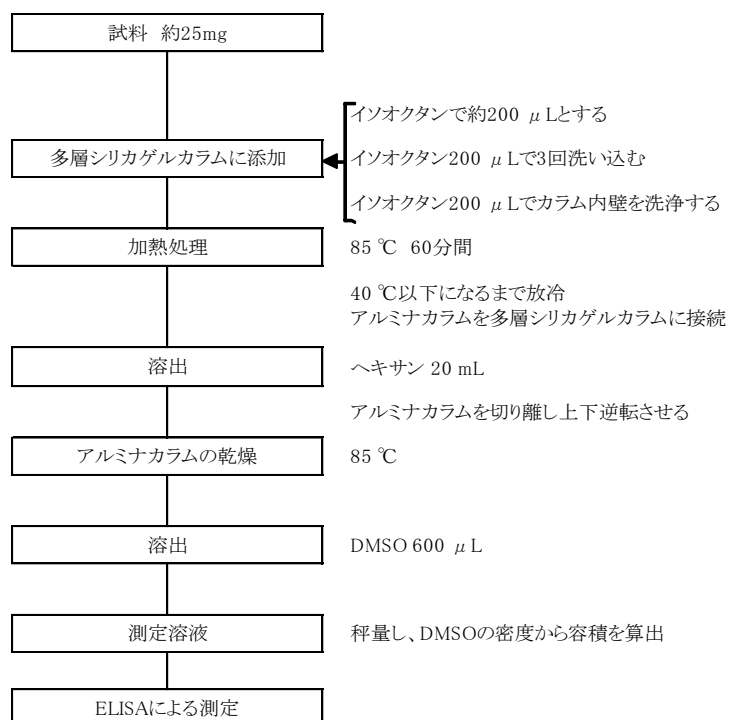 試料 約25mg
イソオクタンで約200 μLとする
多層シリカゲルカラムに添加
イソオクタン200 μLで3回洗い込む
イソオクタン200 μLでカラム内壁を洗浄する
加熱処理
85 ℃ 60分間
40 ℃以下になるまで放冷
アルミナカラムを多層シリカゲルカラムに接続
溶出
ヘキサン 20 mL
アルミナカラムを切り離し上下逆転させる
アルミナカラムの乾燥
85 ℃
溶出
DMSO 600 μL
測定溶液
秤量し、DMSOの密度から容積を算出
ELISAによる測定